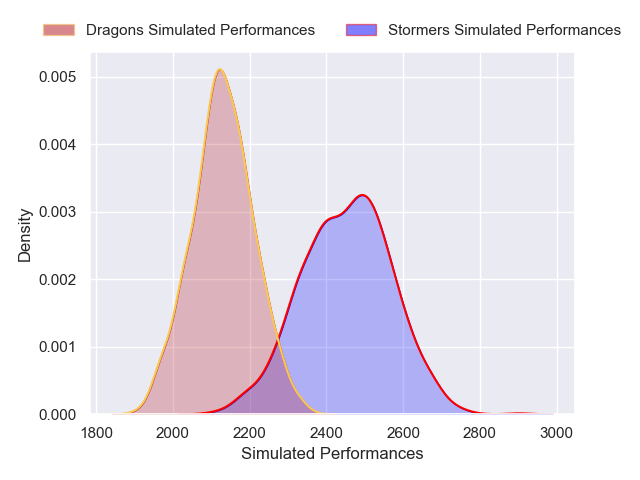 Dragons Simulated Performances Stormers Simulated Performances
0.005
0.004
0.003
0.002
0.001
0.000
Density
1800 2000 2200 2400 2600 2800 3000
Simulated Performances